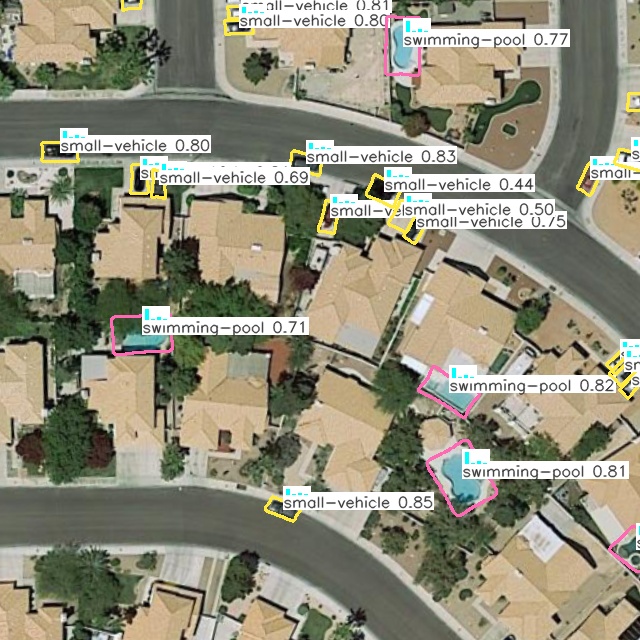 small-vehicle 0.81
small-vehicle 0.80
swimming-pool 0.77
small-vehicle 0.80
small-vehicle 0.83
small-vehicle 0.69
small-vehicle 0.44
small-vehicle 0.50
small-vehicle 0.75
swimming-pool 0.71
swimming-pool 0.82
swimming-pool 0.81
small-vehicle 0.85